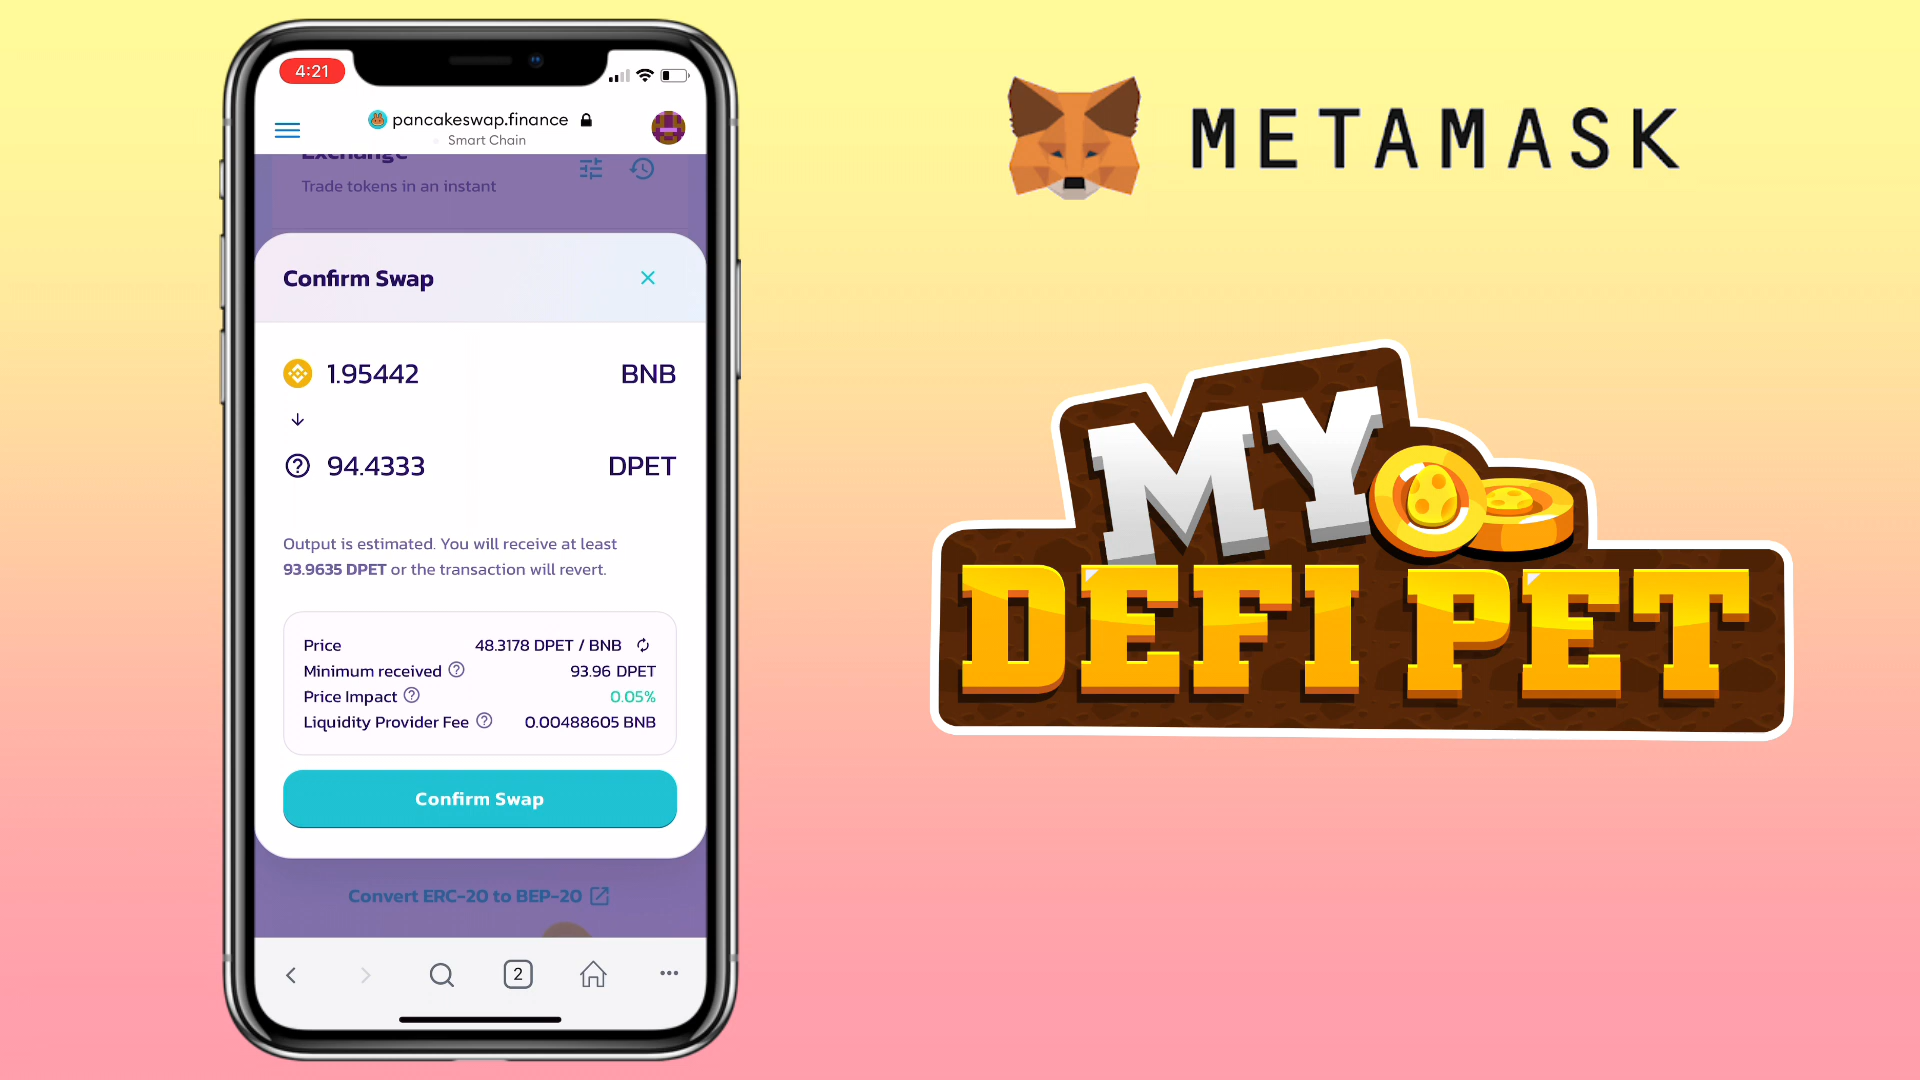 4:21
pancakeswap.finance
Smart Chain
Exchange
Trade tokens in an instant
Confirm Swap
1.95442 BNB
94.4333 DPET
Output is estimated. You will receive at least
93.9635 DPET or the transaction will revert.
Price 48.3178 DPET / BNB
Minimum received 93.96 DPET
Price Impact 0.05%
Liquidity Provider Fee 0.00488605 BNB
Confirm Swap
Convert ERC-20 to BEP-20
2
METAMASK
MY
DEFI PET